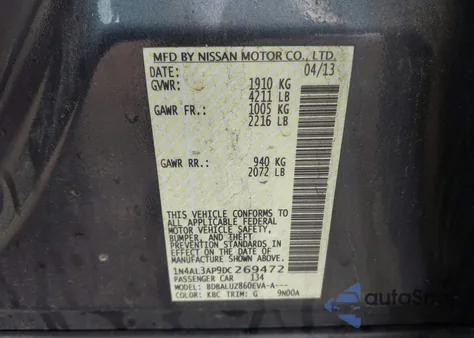 MFD BY NISSAN MOTOR CO., LTD.
DATE: 04/13
GVWR: 1910 KG
4211 LB
GAWR FR.: 1005 KG
2216 LB
GAWR RR.: 940 KG
2072 LB
THIS VEHICLE CONFORMS TO
ALL APPLICABLE FEDERAL
MOTOR VEHICLE SAFETY,
BUMPER, AND THEFT
PREVENTION STANDARDS IN
EFFECT ON THE DATE OF
MANUFACTURE SHOWN ABOVE.
1N4AL3AP9DC269472
PASSENGER CAR 134
MODEL: BDBALUZ860EVA-A---
COLOR: KBC TRIM: G 9N00A